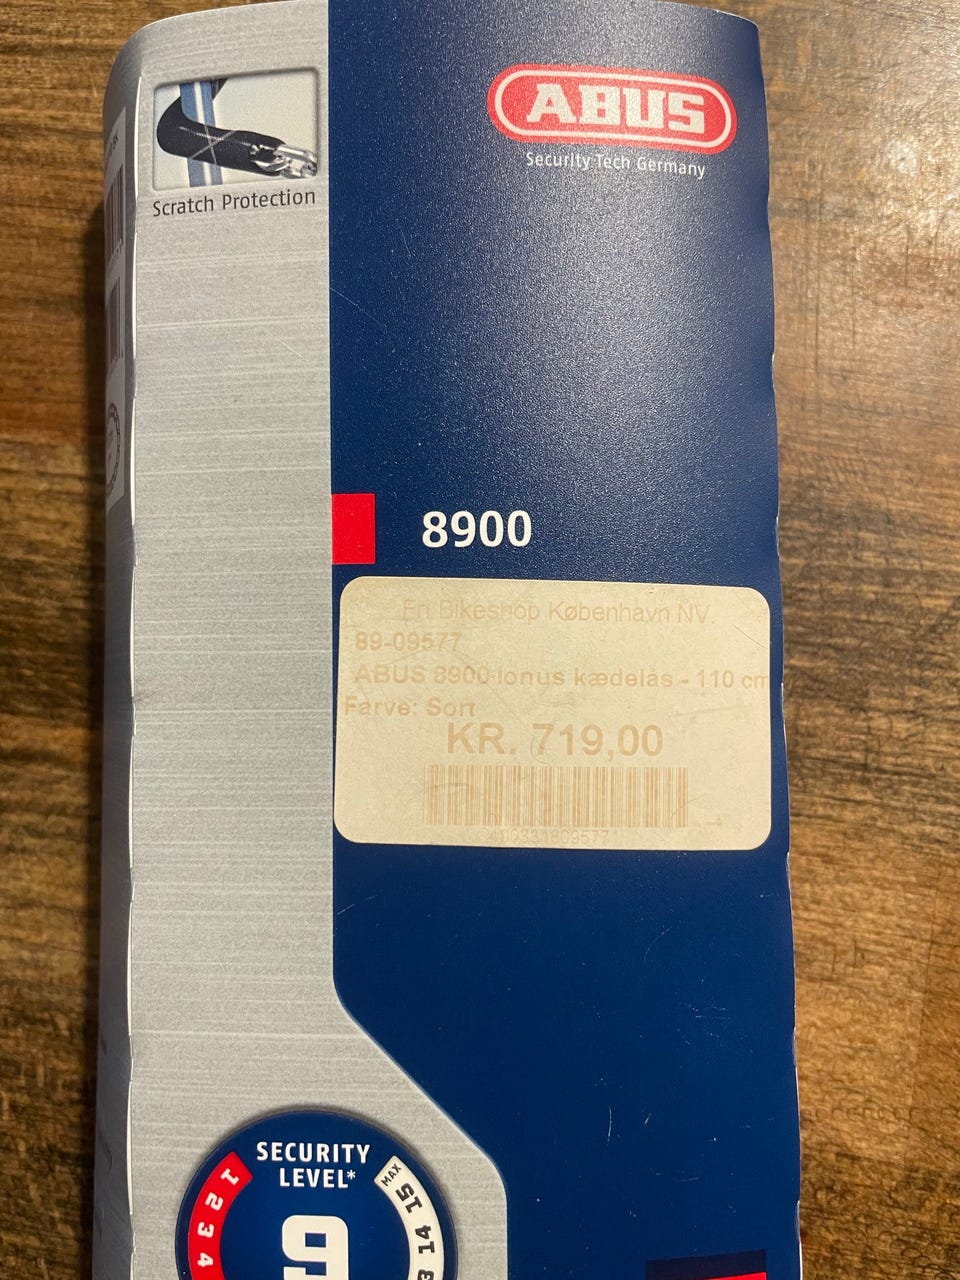 ABUS
Security Tech Germany
Scratch Protection
8900
Fri Bikeshop København NV.
89-09577
ABUS 8900 Ionus kædelås - 110 cm
Farve: Sort
KR. 719,00
4003318095771
SECURITY
LEVEL*
1 2 3 4
9
MAX 15 14